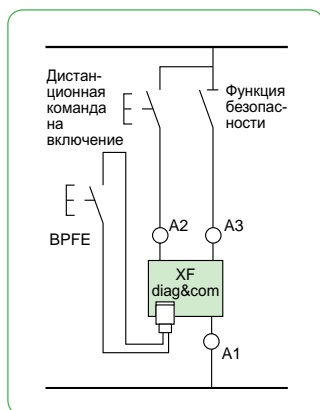 Дистан-
ционная
команда
на
включение
Функция
безопас-
ности
BPFE
A2
A3
XF
diag&com
A1